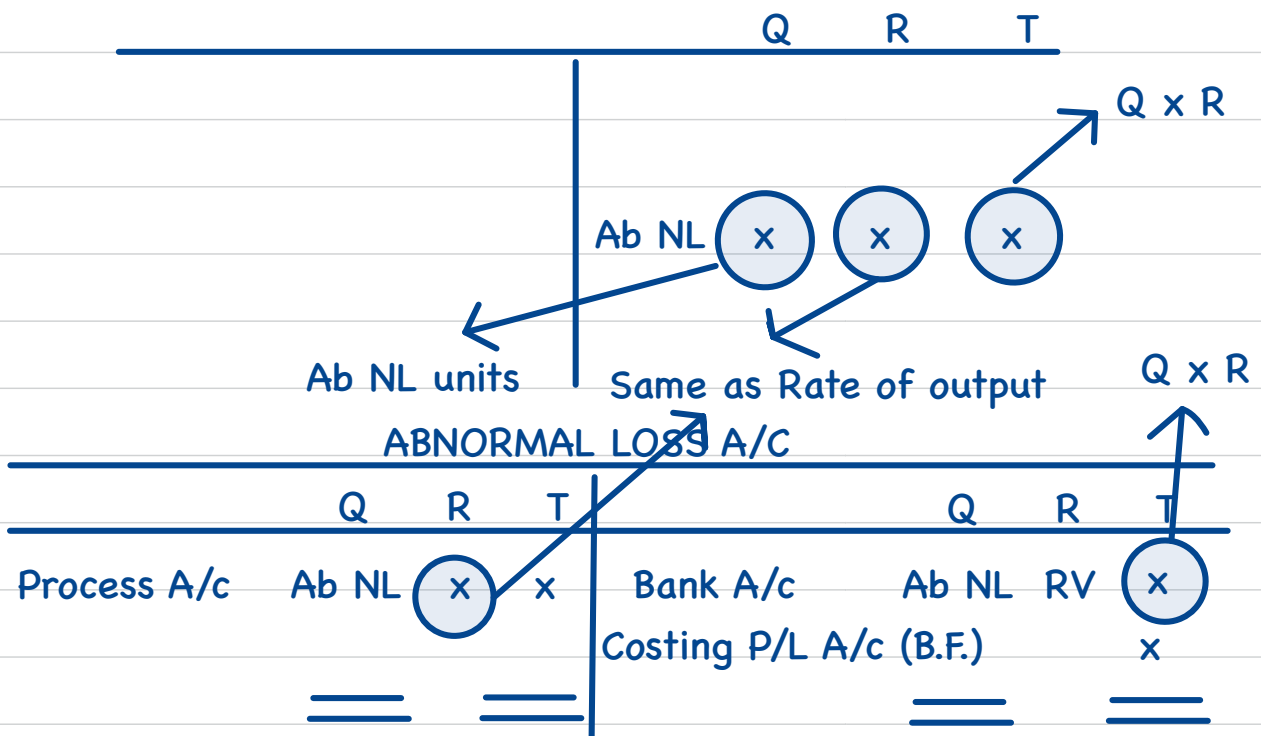 Q R T
Q x R
Ab NL x x x
Ab NL units
Same as Rate of output
Q x R
ABNORMAL LOSS A/C
Q R T Q R T
Process A/c Ab NL x x Bank A/c Ab NL RV x
Costing P/L A/c (B.F.) x